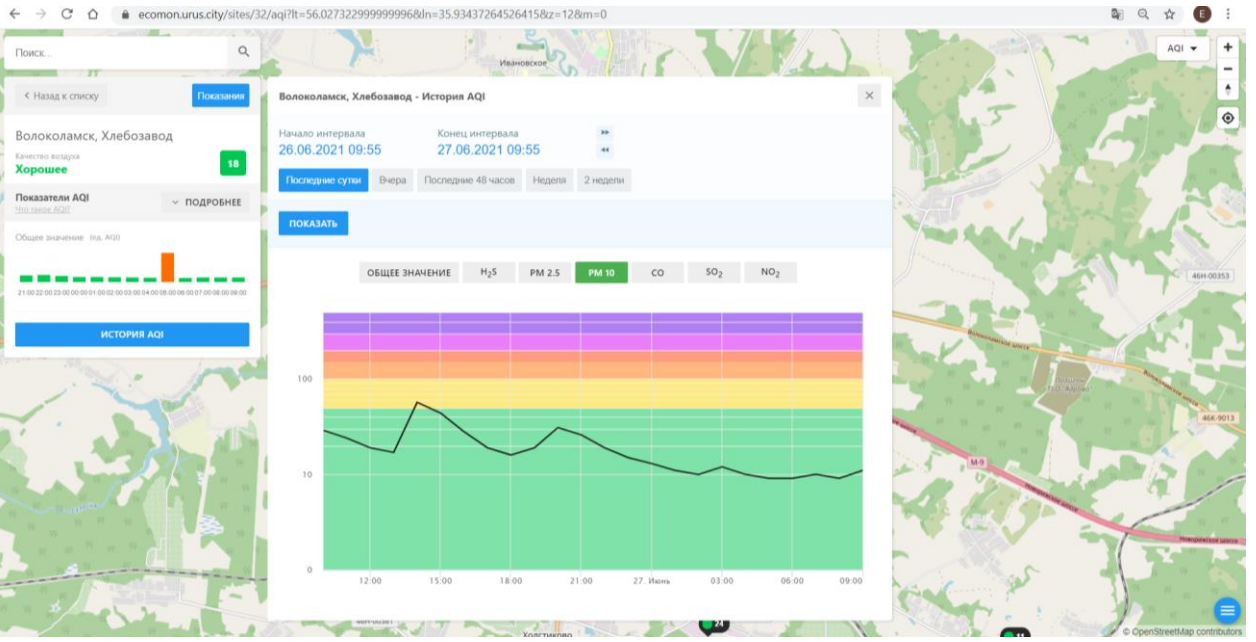 ecomon.urus.city/sites/32/aqi?lt=56.027322999999996&ln=35.93437264526415&z=12&m=0
E
Поиск...
Ивановское
AQI
Назад к списку
Показания
Волоколамск, Хлебозавод - История AQI
Волоколамск, Хлебозавод
Качество воздуха
Хорошее
18
Начало интервала
Конец интервала
26.06.2021 09:55
27.06.2021 09:55
Последние сутки
Вчера
Последние 48 часов
Неделя
2 недели
Показатели AQI
Что такое AQI?
ПОДРОБНЕЕ
ПОКАЗАТЬ
Общее значение (ед. AQI)
21:00 22:00 23:00 00:00 01:00 02:00 03:00 04:00 05:00 06:00 07:00 08:00 09:00
ИСТОРИЯ AQI
ОБЩЕЕ ЗНАЧЕНИЕ
H₂S
PM 2.5
PM 10
CO
SO₂
NO₂
100
10
0
12:00
15:00
18:00
21:00
27. Июнь
03:00
06:00
09:00
46Н-00353
Волоколамское шоссе
Волоколамское шоссе
46К-9013
М-9
Новорижское шоссе
Новорижское шоссе
24
Холстиково
11
© OpenStreetMap contributors